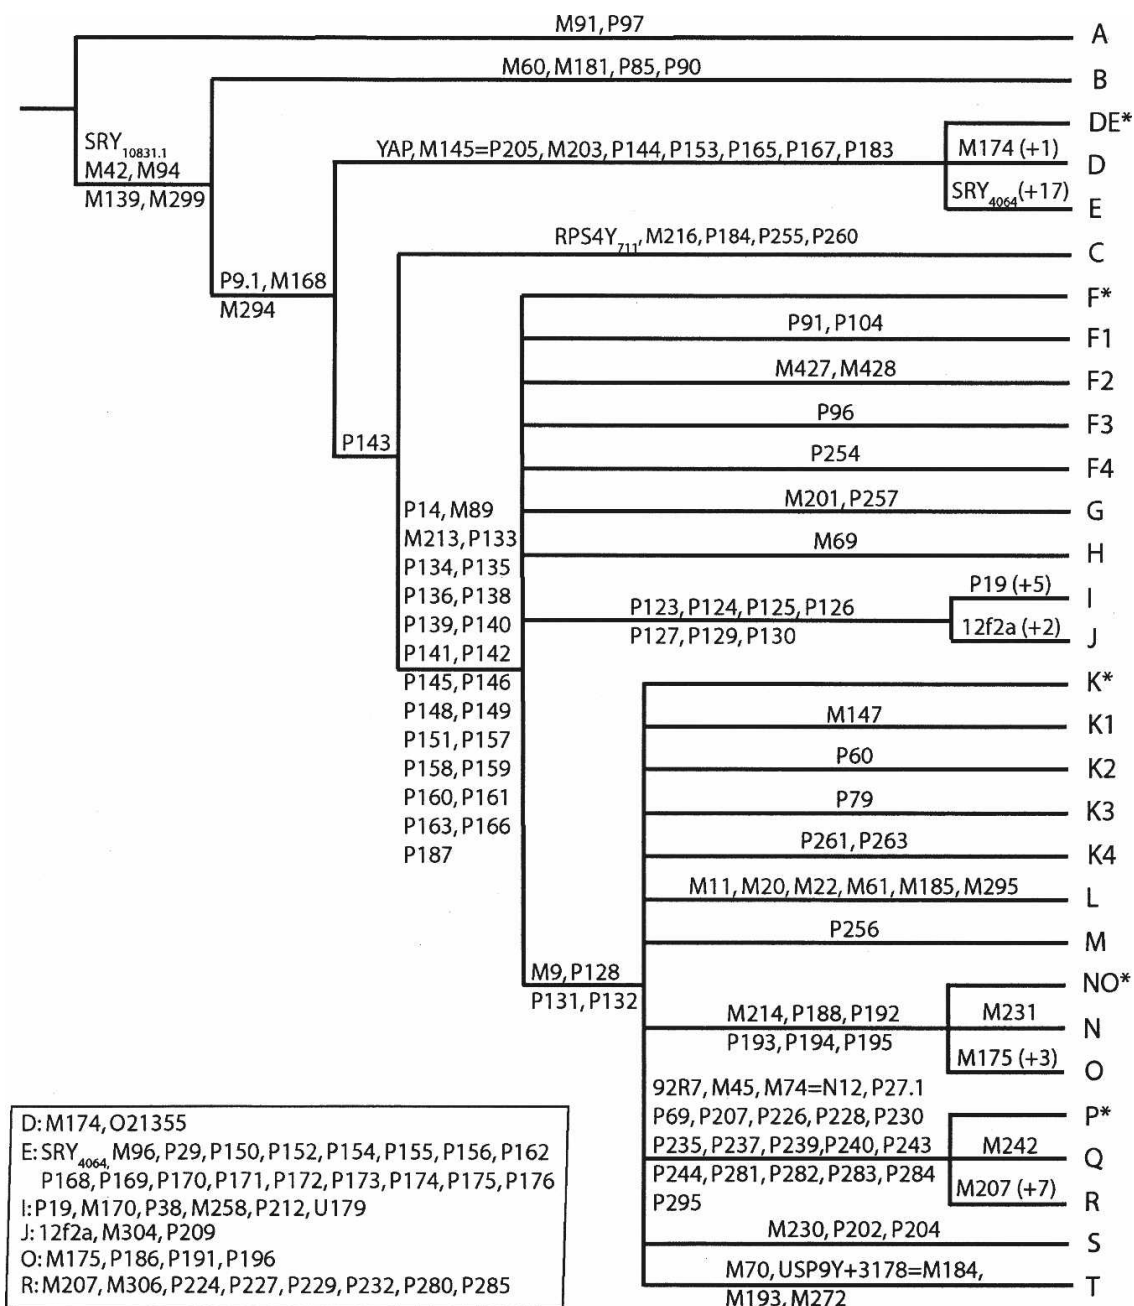 M91, P97
A
M60, M181, P85, P90
B
SRY10831.1
M42, M94
M139, M299
DE*
YAP, M145=P205, M203, P144, P153, P165, P167, P183
M174 (+1)
D
SRY4064(+17)
E
RPS4Y711, M216, P184, P255, P260
C
P9.1, M168
M294
F*
P91, P104
F1
M427, M428
F2
P96
F3
P143
P254
F4
P14, M89
M213, P133
P134, P135
P136, P138
P139, P140
P141, P142
P145, P146
P148, P149
P151, P157
P158, P159
P160, P161
P163, P166
P187
M201, P257
G
M69
H
P123, P124, P125, P126
P127, P129, P130
P19 (+5)
I
12f2a (+2)
J
K*
M147
K1
P60
K2
P79
K3
P261, P263
K4
M11, M20, M22, M61, M185, M295
L
P256
M
M9, P128
P131, P132
NO*
M214, P188, P192
P193, P194, P195
M231
N
M175 (+3)
O
92R7, M45, M74=N12, P27.1
P69, P207, P226, P228, P230
P235, P237, P239, P240, P243
P244, P281, P282, P283, P284
P295
P*
M242
Q
M207 (+7)
R
M230, P202, P204
S
M70, USP9Y+3178=M184,
M193, M272
T
D: M174, O21355
E: SRY4064, M96, P29, P150, P152, P154, P155, P156, P162
P168, P169, P170, P171, P172, P173, P174, P175, P176
I: P19, M170, P38, M258, P212, U179
J: 12f2a, M304, P209
O: M175, P186, P191, P196
R: M207, M306, P224, P227, P229, P232, P280, P285